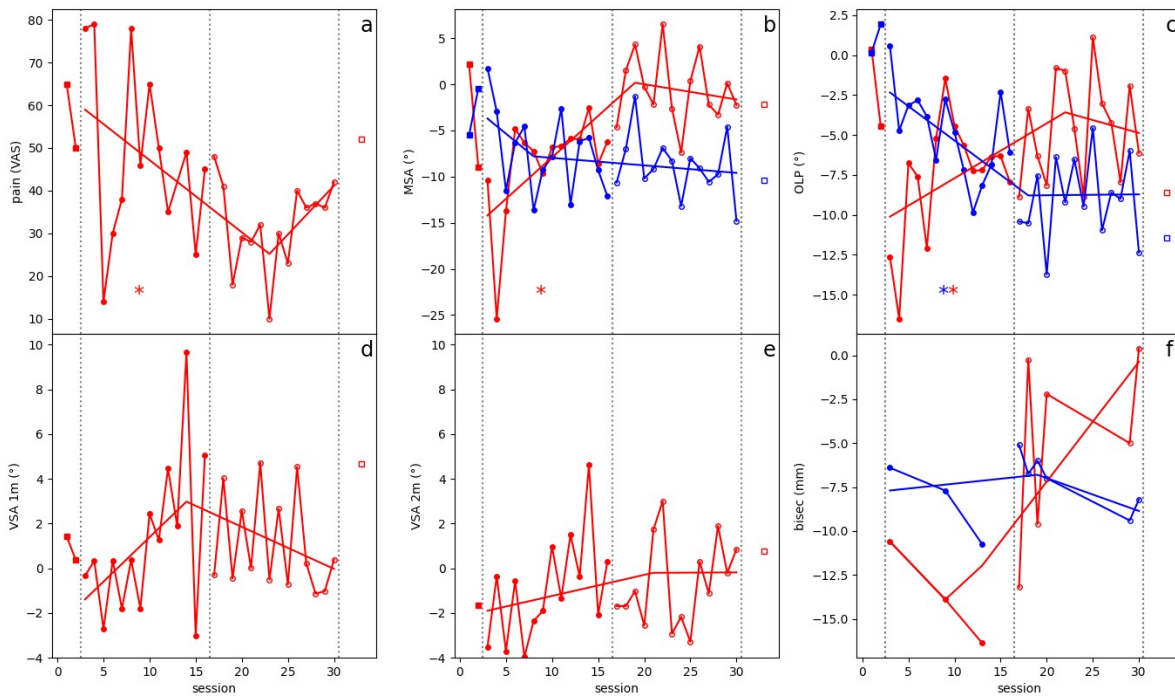 a
pain (VAS)
80
70
60
50
40
30
20
10
*
b
MSA (°)
5
0
−5
−10
−15
−20
−25
*
c
OLP (°)
2.5
0.0
−2.5
−5.0
−7.5
−10.0
−12.5
−15.0
* *
d
VSA 1m (°)
10
8
6
4
2
0
−2
−4
0 5 10 15 20 25 30
session
e
VSA 2m (°)
10
8
6
4
2
0
−2
−4
0 5 10 15 20 25 30
session
f
bisec (mm)
0.0
−2.5
−5.0
−7.5
−10.0
−12.5
−15.0
0 5 10 15 20 25 30
session